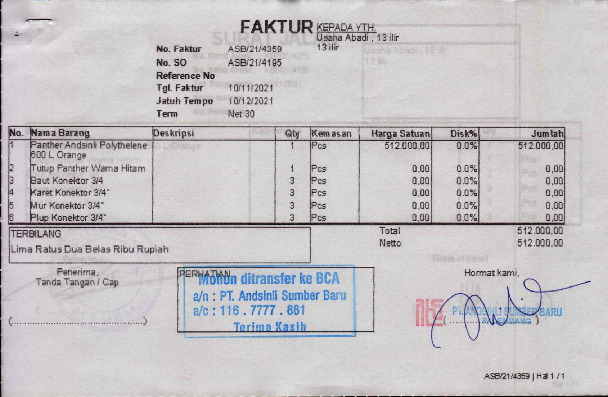 FAKTUR
KEPADA YTH.
Usaha Abadi , 13 ilir
13 ilir
No. Faktur ASB/21/4359
No. SO ASB/21/4195
Reference No
Tgl. Faktur 10/11/2021
Jatuh Tempo 10/12/2021
Term Net 30
No. Nama Barang Deskripsi Qty Kemasan Harga Satuan Disk% Jumlah
1 Panther Andsinli Polythelene 1 Pcs 512.000,00 0.0% 512.000,00
600 L Orange
2 Tutup Panther Warna Hitam 1 Pcs 0,00 0.0% 0,00
3 Baut Konektor 3/4 3 Pcs 0,00 0.0% 0,00
4 Karet Konektor 3/4" 3 Pcs 0,00 0.0% 0,00
5 Mur Konektor 3/4" 3 Pcs 0,00 0.0% 0,00
6 Plup Konektor 3/4" 3 Pcs 0,00 0.0% 0,00
Total 512.000,00
TERBILANG
Netto 512.000,00
Lima Ratus Dua Belas Ribu Rupiah
Penerima,
Tanda Tangan / Cap
PERHATIAN
Mohon ditransfer ke BCA
a/n : PT. Andsinli Sumber Baru
a/c : 116 . 7777 . 881
Terima Kasih
Hormat kami,
PT. ANDSINLI SUMBER BARU
PALEMBANG
(..............................)
ASB/21/4359 | Hal 1 / 1